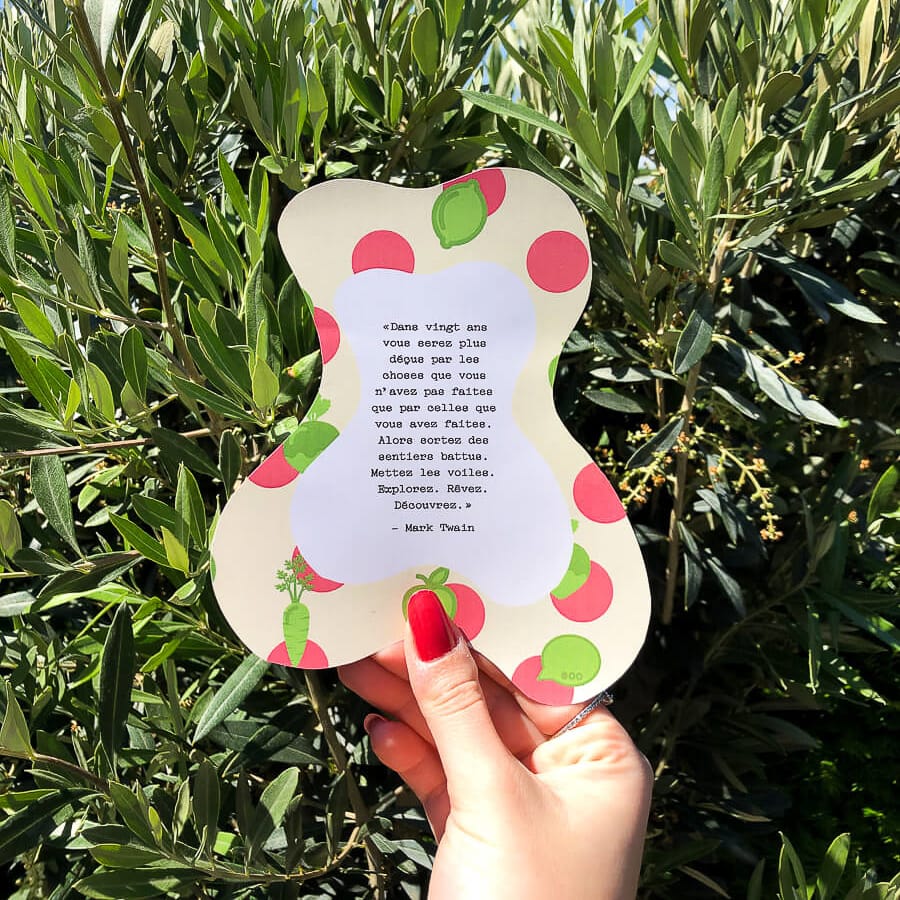 «Dans vingt ans
vous serez plus
déçus par les
choses que vous
n'avez pas faites
que par celles que
vous avez faites.
Alors sortez des
sentiers battus.
Mettez les voiles.
Explorez. Rêvez.
Découvrez.»
- Mark Twain